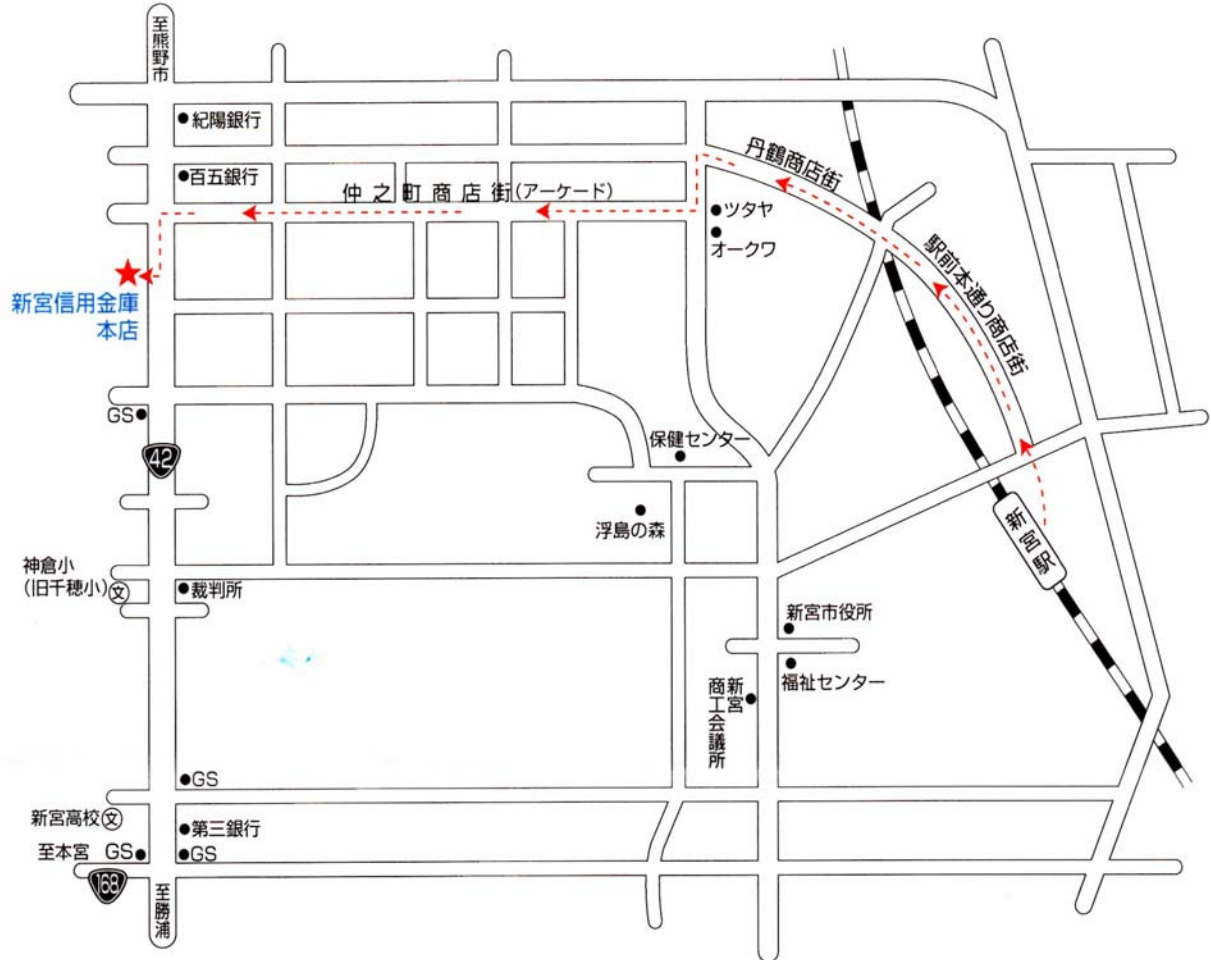 至熊野市
紀陽銀行
百五銀行
仲之町商店街(アーケード)
丹鶴商店街
ツタヤ
オークワ
駅前本通り商店街
新宮信用金庫
本店
GS
42
保健センター
浮島の森
新宮駅
神倉小
(旧千穂小)文
裁判所
新宮市役所
福祉センター
新宮
商工会議所
GS
新宮高校文
第三銀行
至本宮 GS
GS
168
至勝浦